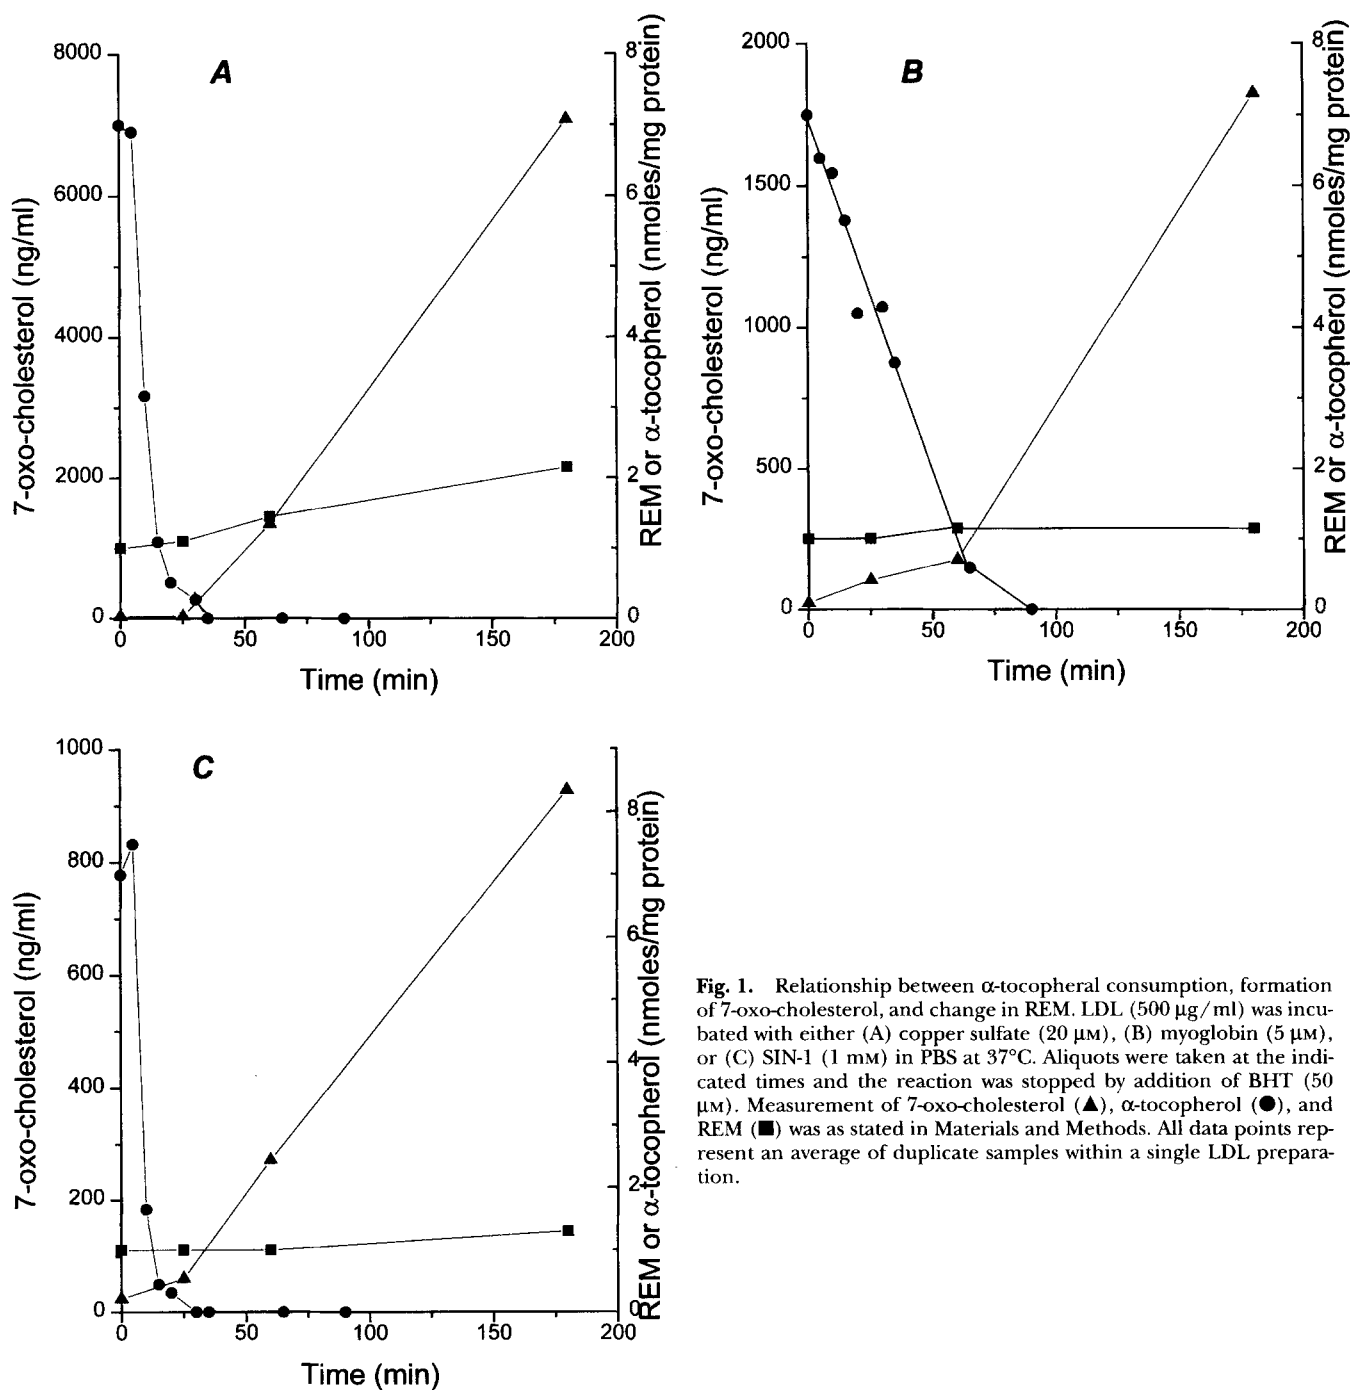 A
8000
6000
4000
2000
0
7-oxo-cholesterol (ng/ml)
8
6
4
2
0
REM or α-tocopherol (nmoles/mg protein)
0 50 100 150 200
Time (min)
B
2000
1500
1000
500
0
7-oxo-cholesterol (ng/ml)
8
6
4
2
0
REM or α-tocopherol (nmoles/mg protein)
0 50 100 150 200
Time (min)
C
1000
800
600
400
200
0
7-oxo-cholesterol (ng/ml)
8
6
4
2
0
REM or α-tocopherol (nmoles/mg protein)
0 50 100 150 200
Time (min)
Fig. 1. Relationship between α-tocopheral consumption, formation
of 7-oxo-cholesterol, and change in REM. LDL (500 μg/ml) was incu-
bated with either (A) copper sulfate (20 μM), (B) myoglobin (5 μM),
or (C) SIN-1 (1 mM) in PBS at 37°C. Aliquots were taken at the indi-
cated times and the reaction was stopped by addition of BHT (50
μM). Measurement of 7-oxo-cholesterol (▲), α-tocopherol (●), and
REM (■) was as stated in Materials and Methods. All data points rep-
resent an average of duplicate samples within a single LDL prepara-
tion.